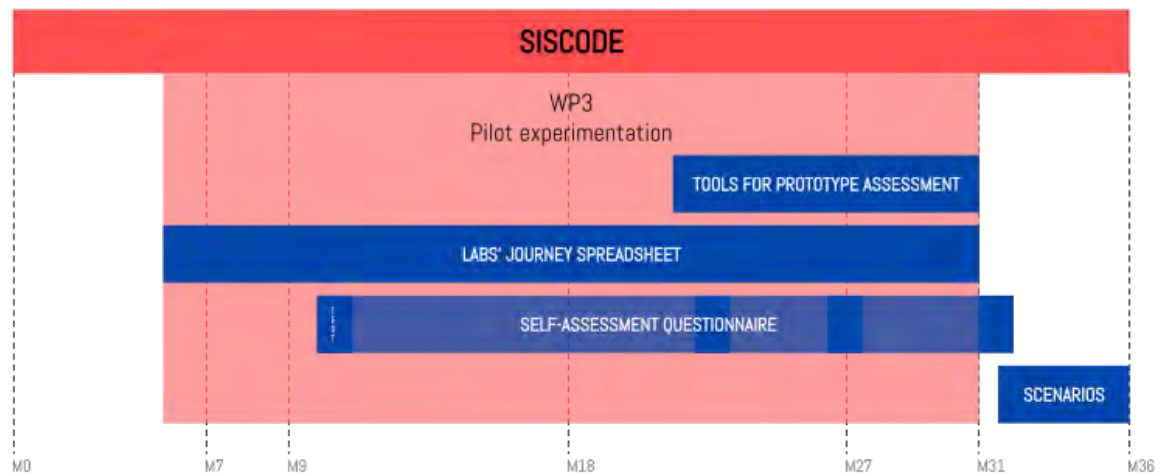 SISCODE
WP3
Pilot experimentation
TOOLS FOR PROTOTYPE ASSESSMENT
LABS' JOURNEY SPREADSHEET
SELF-ASSESSMENT QUESTIONNAIRE
SCENARIOS
M0
M7
M9
M18
M27
M31
M36